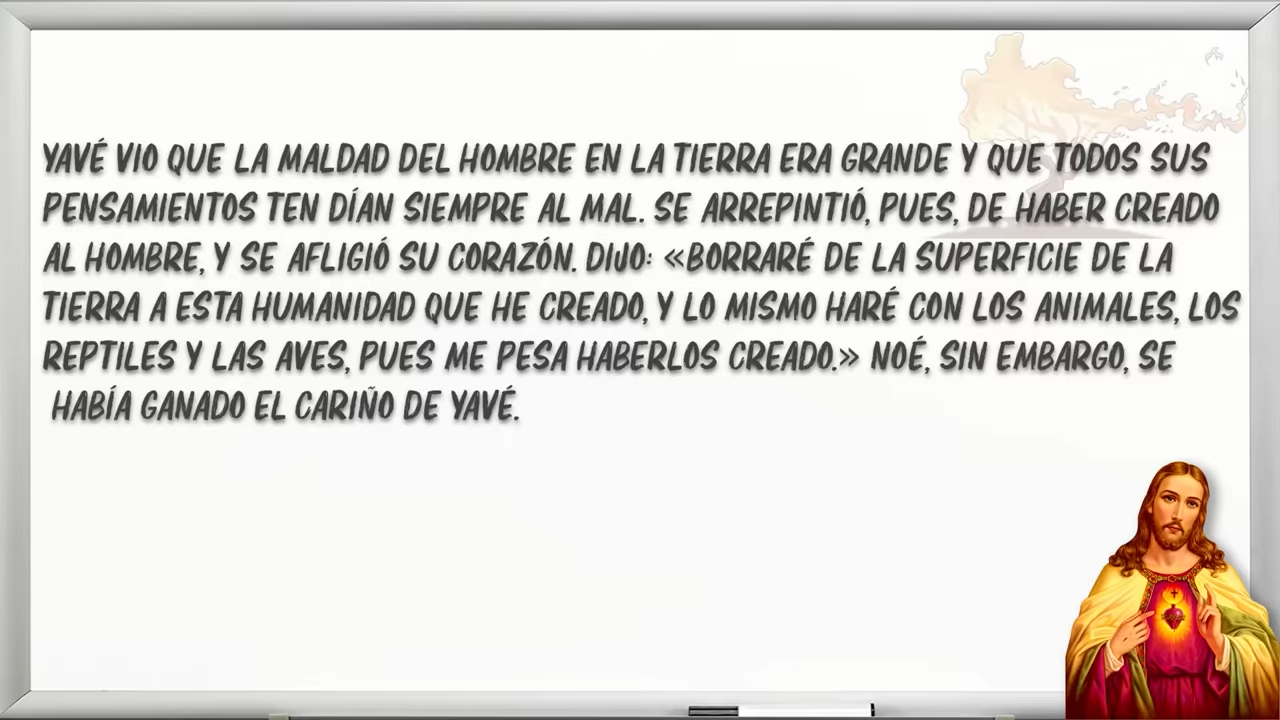 YAVÉ VIO QUE LA MALDAD DEL HOMBRE EN LA TIERRA ERA GRANDE Y QUE TODOS SUS
PENSAMIENTOS TEN DÍAN SIEMPRE AL MAL. SE ARREPINTIÓ, PUES, DE HABER CREADO
AL HOMBRE, Y SE AFLIGIÓ SU CORAZÓN. DIJO: «BORRARÉ DE LA SUPERFICIE DE LA
TIERRA A ESTA HUMANIDAD QUE HE CREADO, Y LO MISMO HARÉ CON LOS ANIMALES, LOS
REPTILES Y LAS AVES, PUES ME PESA HABERLOS CREADO.» NOÉ, SIN EMBARGO, SE
HABÍA GANADO EL CARIÑO DE YAVÉ.